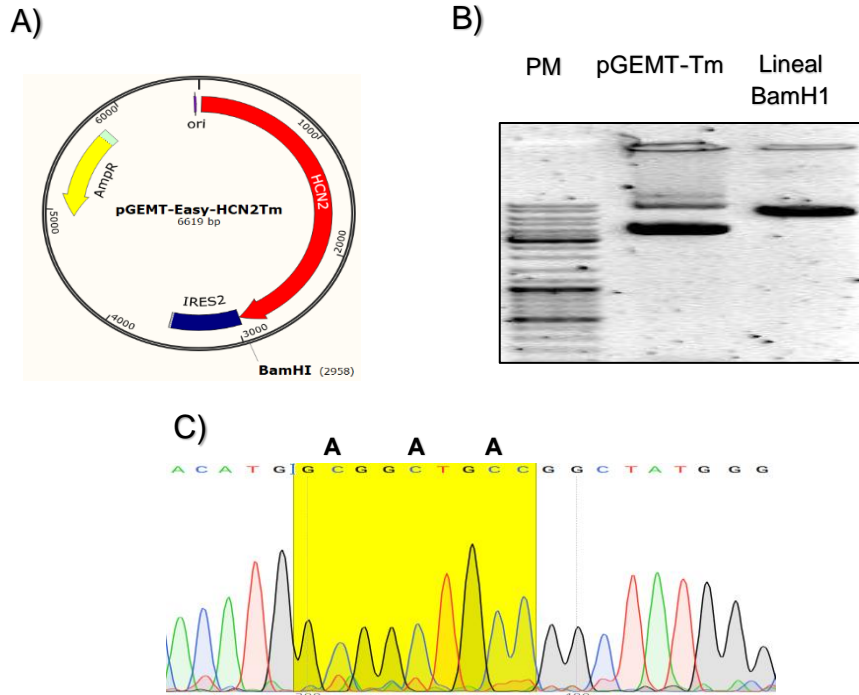 A)
6000
ori
1000
AmpR
HCN2
pGEMT-Easy-HCN2Tm
6619 bp
5000
2000
IRES2
4000
3000
BamHI (2958)
B)
PM pGEMT-Tm Lineal
BamH1
C)
A A A
A C A T G G C G G C T G C C G G C T A T G G G